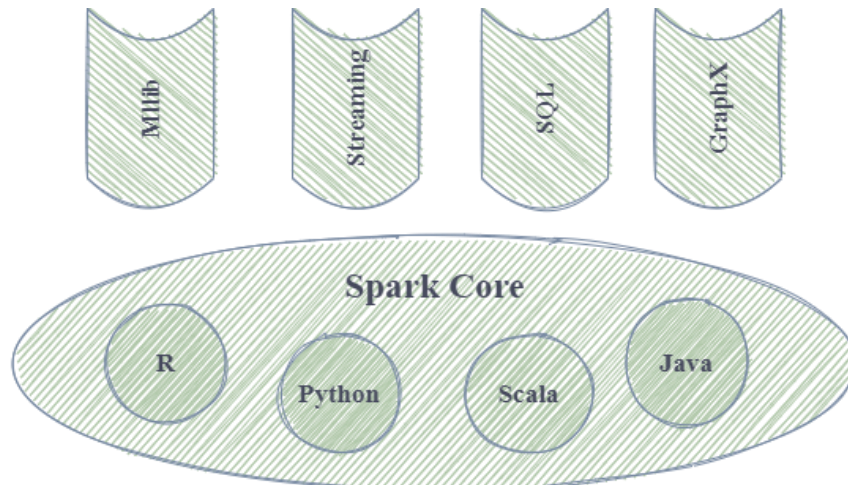 Mllib
Streaming
SQL
GraphX
Spark Core
R
Python
Scala
Java